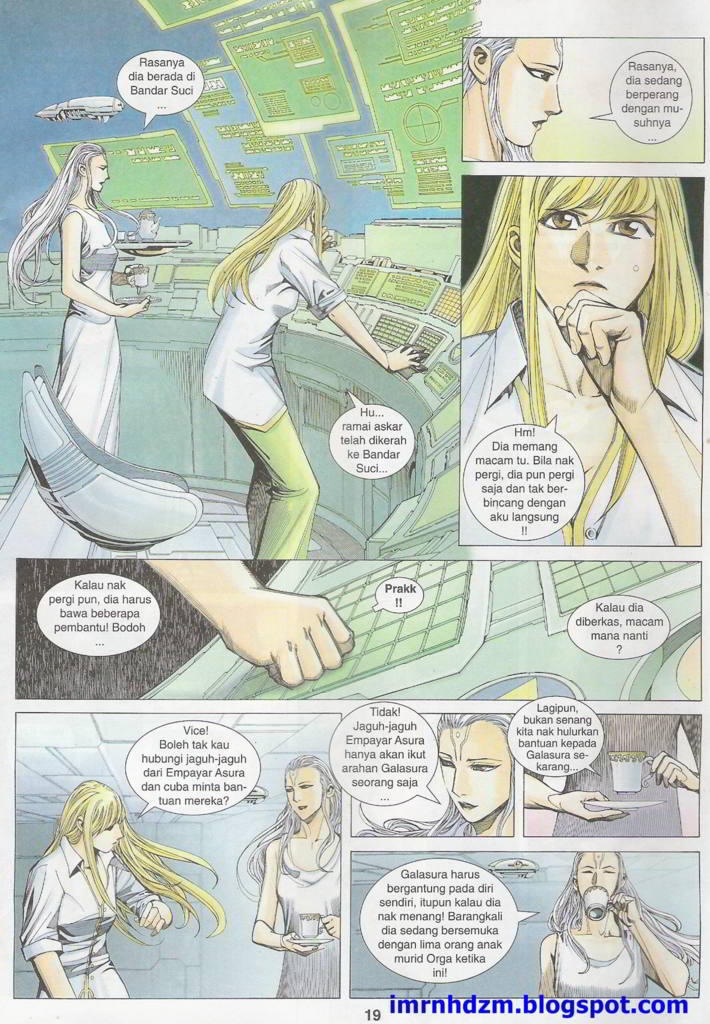 Rasanya
dia berada di
Bandar Suci
...
Rasanya,
dia sedang
berperang
dengan mu-
suhnya
...
Hu...
ramai askar
telah dikerah
ke Bandar
Suci...
Hm!
Dia memang
macam tu. Bila nak
pergi, dia pun pergi
saja dan tak ber-
bincang dengan
aku langsung
!!
Kalau nak
pergi pun, dia harus
bawa beberapa
pembantu! Bodoh
...
Prakk
!!
Kalau dia
diberkas, macam
mana nanti
?
Vice!
Boleh tak kau
hubungi jaguh-jaguh
dari Empayar Asura
dan cuba minta ban-
tuan mereka?
Tidak!
Jaguh-jaguh
Empayar Asura
hanya akan ikut
arahan Galasura
seorang saja
...
Lagipun,
bukan senang
kita nak hulurkan
bantuan kepada
Galasura se-
karang...
Galasura harus
bergantung pada diri
sendiri, itupun kalau dia
nak menang! Barangkali
dia sedang bersemuka
dengan lima orang anak
murid Orga ketika
ini!
19
imrnhdzm.blogspot.com